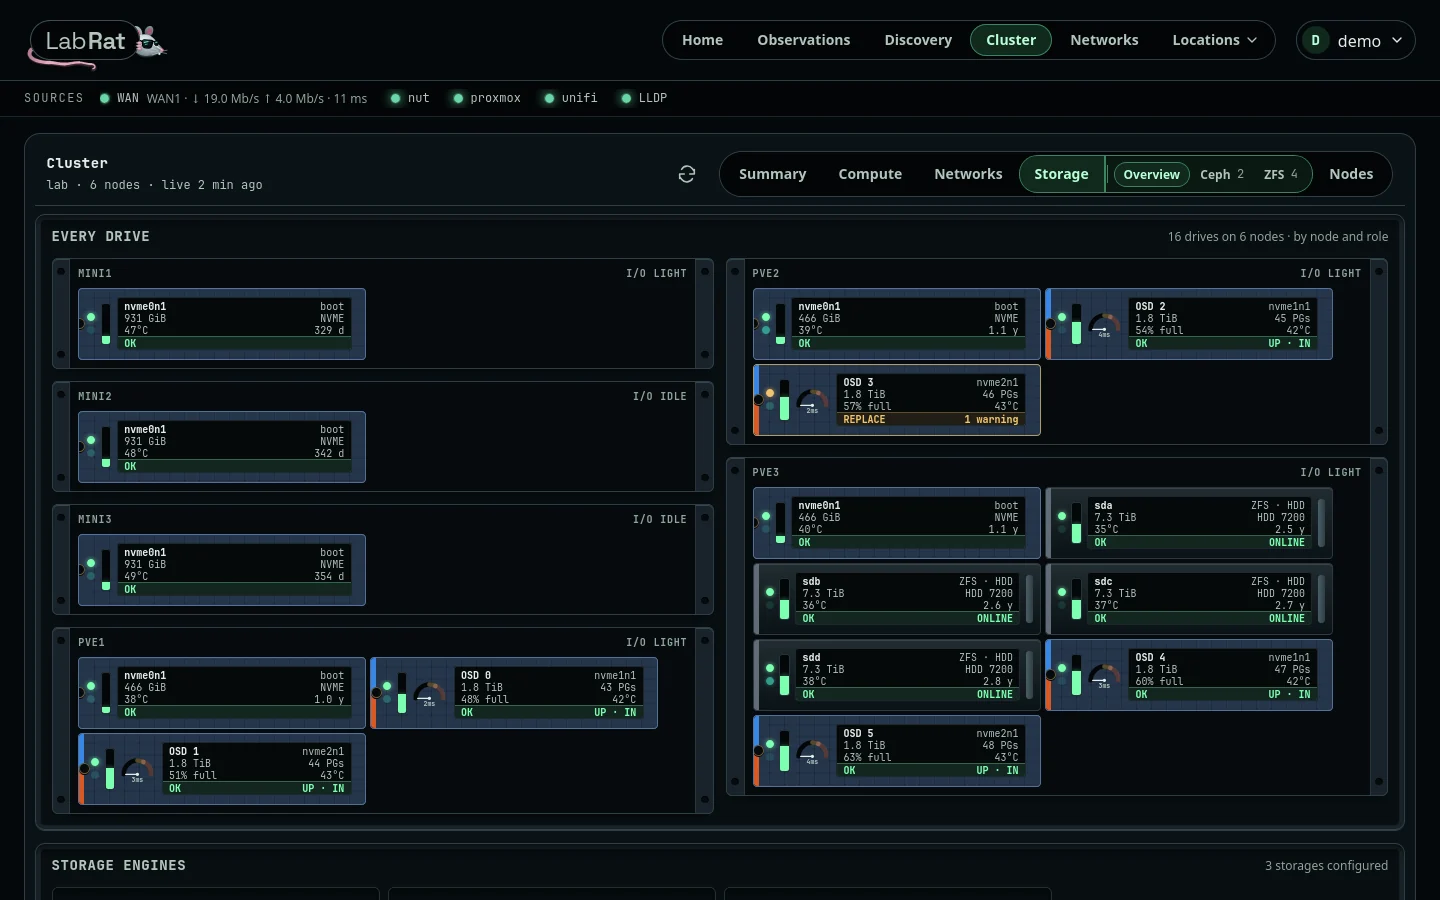 LabRat
Home Observations Discovery Cluster Networks Locations
D demo
SOURCES WAN WAN1 · ↓ 19.0 Mb/s ↑ 4.0 Mb/s · 11 ms nut proxmox unifi LLDP
Cluster
lab · 6 nodes · live 2 min ago
Summary Compute Networks Storage Overview Ceph 2 ZFS 4 Nodes
EVERY DRIVE
16 drives on 6 nodes · by node and role
MINI1 I/O LIGHT
nvme0n1 boot
931 GiB NVME
47°C 329 d
OK
MINI2 I/O IDLE
nvme0n1 boot
931 GiB NVME
48°C 342 d
OK
MINI3 I/O IDLE
nvme0n1 boot
931 GiB NVME
49°C 354 d
OK
PVE1 I/O LIGHT
nvme0n1 boot
466 GiB NVME
38°C 1.0 y
OK
2ms
OSD 0 nvme1n1
1.8 TiB 43 PGs
48% full 42°C
OK UP · IN
3ms
OSD 1 nvme2n1
1.8 TiB 44 PGs
51% full 43°C
OK UP · IN
PVE2 I/O LIGHT
nvme0n1 boot
466 GiB NVME
39°C 1.1 y
OK
4ms
OSD 2 nvme1n1
1.8 TiB 45 PGs
54% full 42°C
OK UP · IN
2ms
OSD 3 nvme2n1
1.8 TiB 46 PGs
57% full 43°C
REPLACE 1 warning
PVE3 I/O LIGHT
nvme0n1 boot
466 GiB NVME
40°C 1.1 y
OK
sda ZFS · HDD
7.3 TiB HDD 7200
35°C 2.5 y
OK ONLINE
sdb ZFS · HDD
7.3 TiB HDD 7200
36°C 2.6 y
OK ONLINE
sdc ZFS · HDD
7.3 TiB HDD 7200
37°C 2.7 y
OK ONLINE
sdd ZFS · HDD
7.3 TiB HDD 7200
38°C 2.8 y
OK ONLINE
3ms
OSD 4 nvme1n1
1.8 TiB 47 PGs
60% full 42°C
OK UP · IN
4ms
OSD 5 nvme2n1
1.8 TiB 48 PGs
63% full 43°C
OK UP · IN
STORAGE ENGINES
3 storages configured